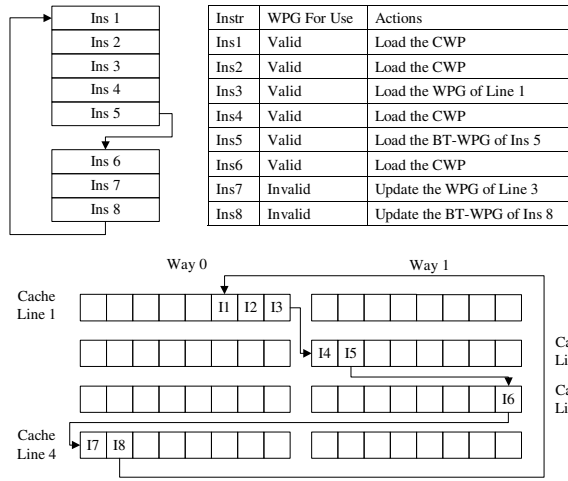 Ins 1
Ins 2
Ins 3
Ins 4
Ins 5
Ins 6
Ins 7
Ins 8
Instr WPG For Use Actions
Ins1 Valid Load the CWP
Ins2 Valid Load the CWP
Ins3 Valid Load the WPG of Line 1
Ins4 Valid Load the CWP
Ins5 Valid Load the BT-WPG of Ins 5
Ins6 Valid Load the CWP
Ins7 Invalid Update the WPG of Line 3
Ins8 Invalid Update the BT-WPG of Ins 8
Way 0 Way 1
Cache
Line 1
I1 I2 I3
I4 I5
Ca
Li
I6
Ca
Li
Cache
Line 4
I7 I8